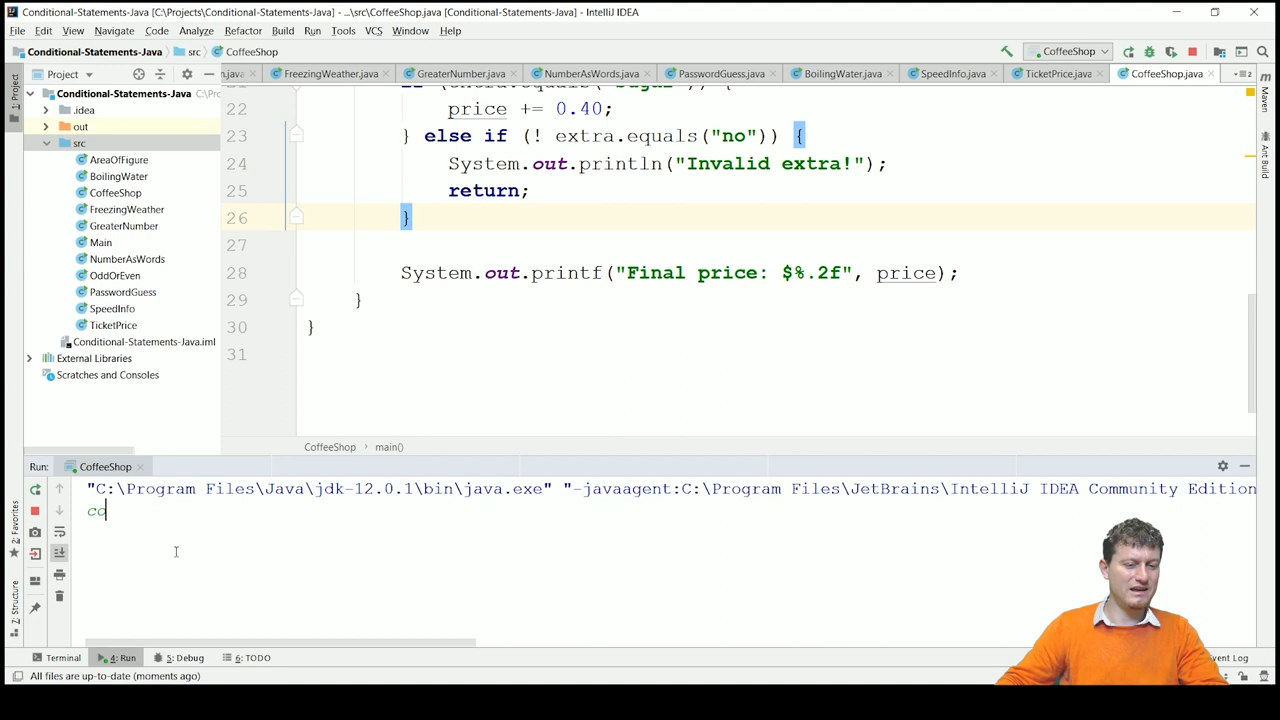 Conditional-Statements-Java [C:\Projects\Conditional-Statements-Java] - ...\src\CoffeeShop.java [Conditional-Statements-Java] - IntelliJ IDEA
File Edit View Navigate Code Analyze Refactor Build Run Tools VCS Window Help
Conditional-Statements-Java src CoffeeShop CoffeeShop
Project .java FreezingWeather.java GreaterNumber.java NumberAsWords.java PasswordGuess.java BoilingWater.java SpeedInfo.java TicketPrice.java CoffeeShop.java
1: Project
Maven
Ant Build
Conditional-Statements-Java C:\Pro
.idea
out
src
AreaOfFigure
BoilingWater
CoffeeShop
FreezingWeather
GreaterNumber
Main
NumberAsWords
OddOrEven
PasswordGuess
SpeedInfo
TicketPrice
Conditional-Statements-Java.iml
External Libraries
Scratches and Consoles
22 price += 0.40;
23 } else if (! extra.equals("no")) {
24 System.out.println("Invalid extra!");
25 return;
26 }
27
28 System.out.printf("Final price: $%.2f", price);
29 }
30 }
31
CoffeeShop › main()
Run: CoffeeShop
"C:\Program Files\Java\jdk-12.0.1\bin\java.exe" "-javaagent:C:\Program Files\JetBrains\IntelliJ IDEA Community Edition
co
2: Favorites
Z: Structure
Terminal 4: Run 5: Debug 6: TODO vent Log
All files are up-to-date (moments ago)